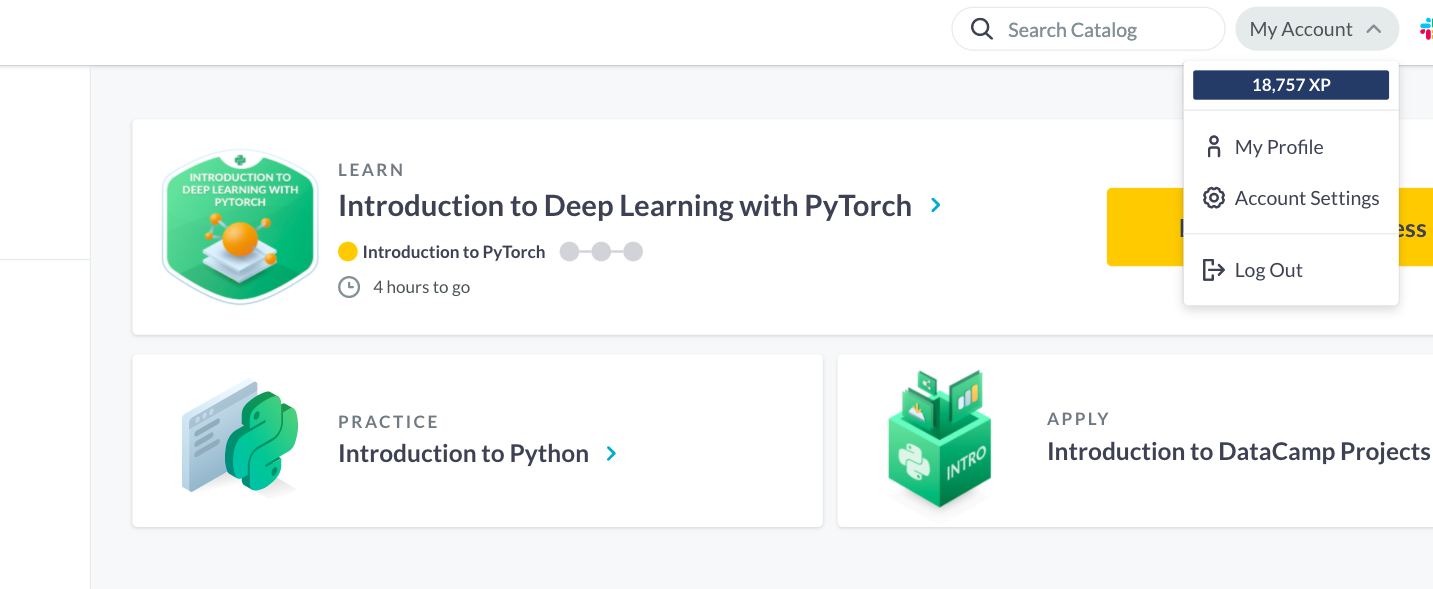 Search Catalog
My Account
18,757 XP
My Profile
Account Settings
Log Out
INTRODUCTION TO
DEEP LEARNING WITH
PYTORCH
LEARN
Introduction to Deep Learning with PyTorch
Introduction to PyTorch
4 hours to go
PRACTICE
Introduction to Python
INTRO
APPLY
Introduction to DataCamp Projects